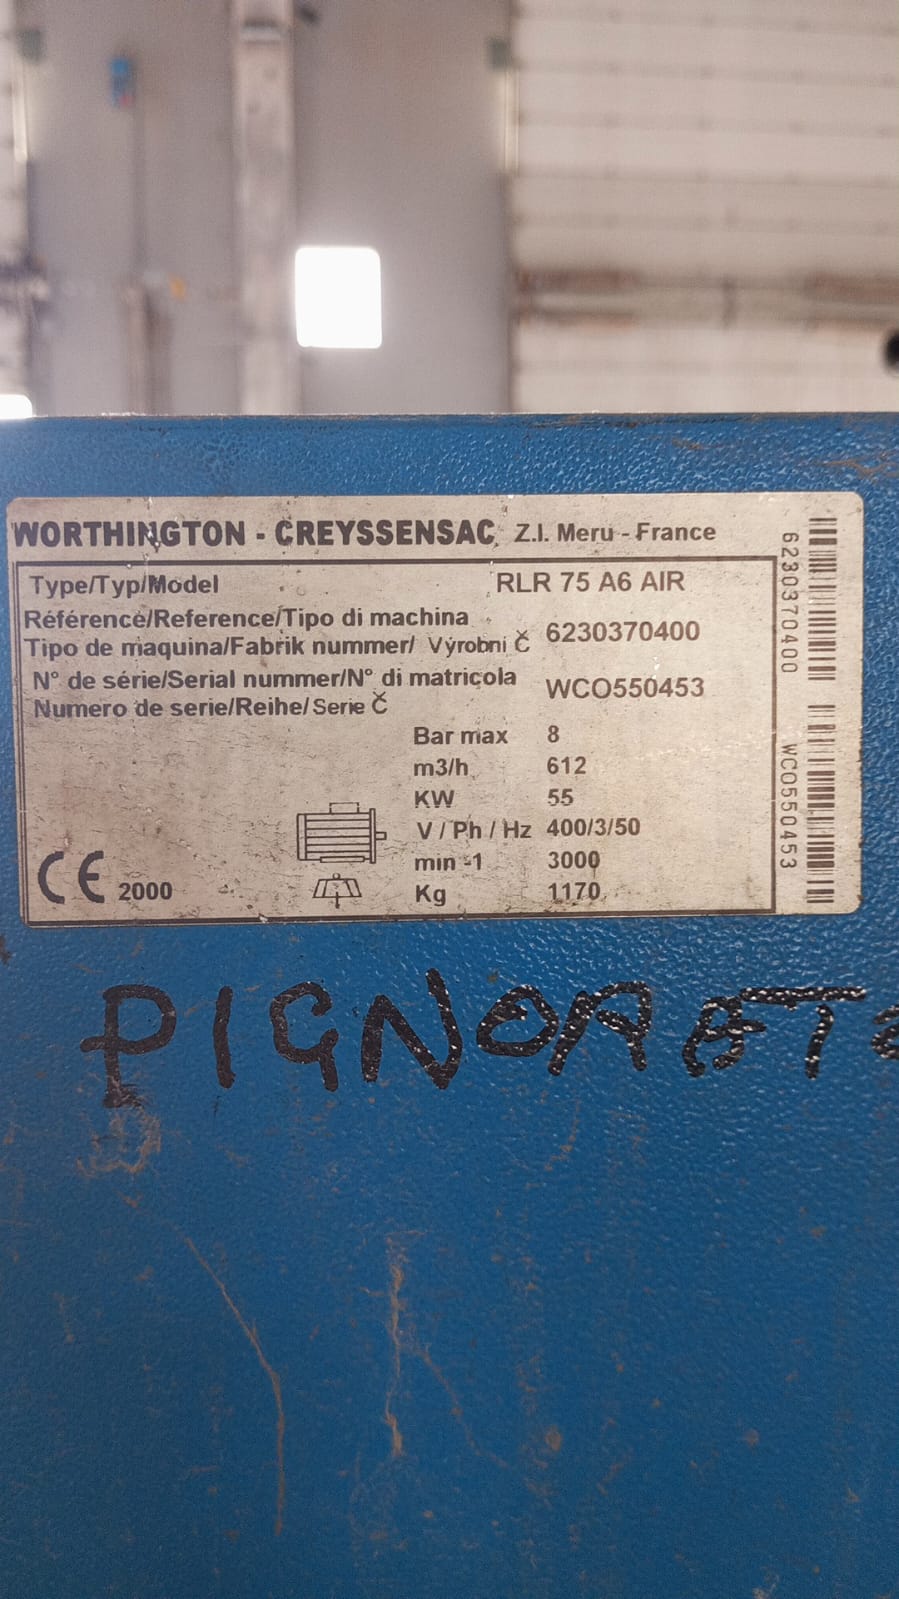 WORTHINGTON - CREYSSENSAC Z.I. Meru - France
Type/Typ/Model RLR 75 A6 AIR
Référence/Reference/Tipo di machina
Tipo de maquina/Fabrik nummer/ Výrobni Č 6230370400
N° de série/Serial nummer/N° di matricola
Numero de serie/Reihe/Serie Č WCO550453
Bar max 8
m3/h 612
KW 55
V / Ph / Hz 400/3/50
min -1 3000
Kg 1170
CE 2000
6230370400
WCO550453
PIGNORAT